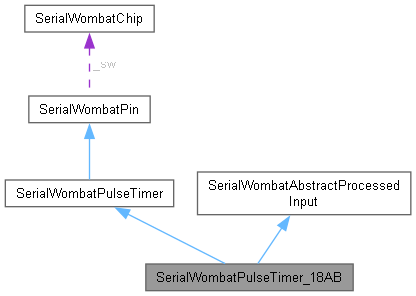 SerialWombatChip
_sw
SerialWombatPin
SerialWombatPulseTimer
SerialWombatAbstractProcessed
Input
SerialWombatPulseTimer_18AB